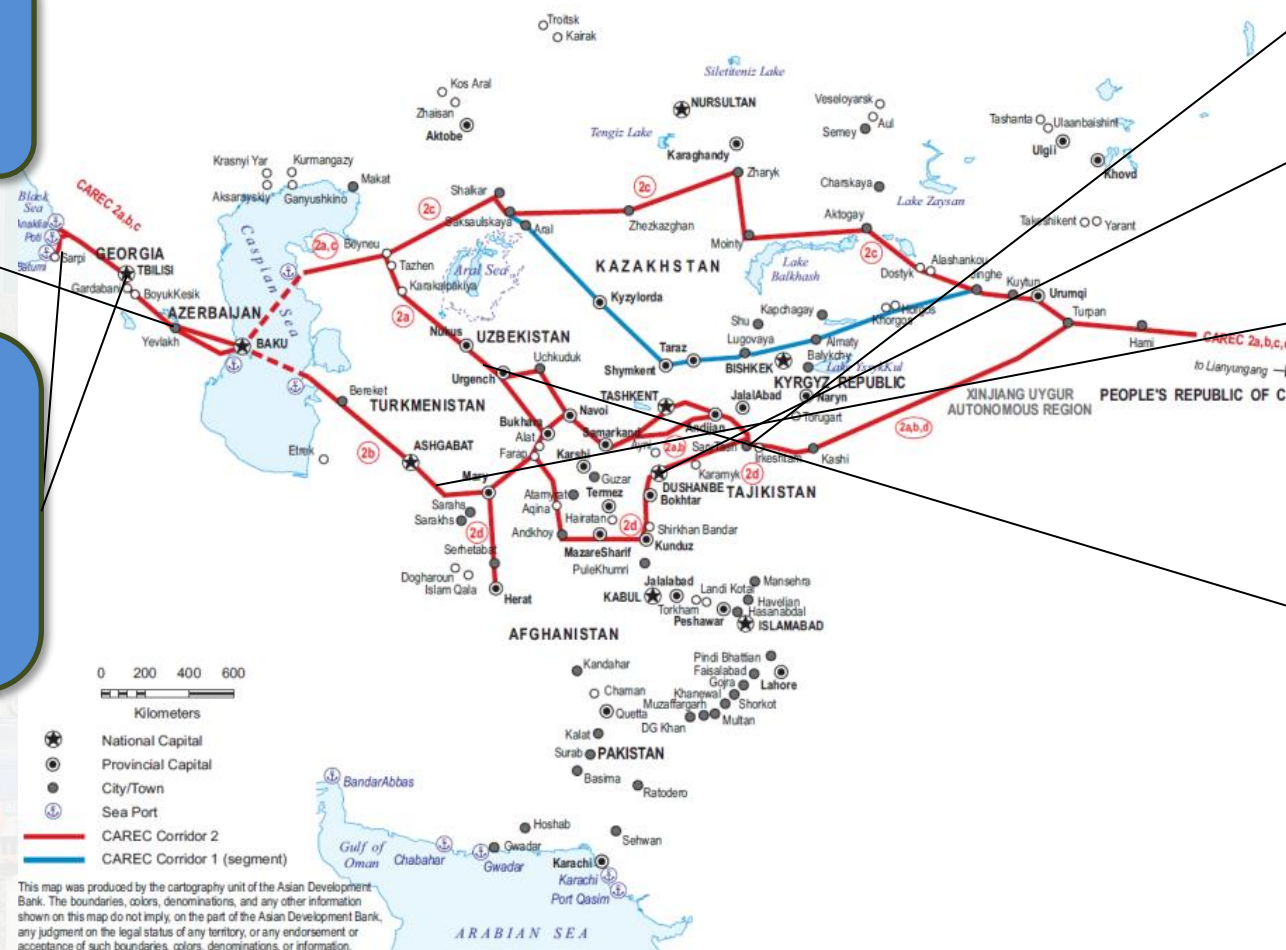 Troitsk
Kairak
Siletiteniz Lake
Kos Aral
Zhaisan
Aktobe
NURSULTAN
Tengiz Lake
Karaghandy
Veseloyarsk
Aul
Semey
Tashanta
Ulaanbaishint
Ulgii
Khovd
Krasnyi Yar
Kurmangazy
Aksarayskiy
Ganyushkino
Makat
Zharyk
Charskaya
Lake Zaysan
Takeshikent
Yarant
Black
Sea
CAREC 2a,b,c
Poti
Batumi
Sarpi
GEORGIA
TBILISI
Gardabani
BoyukKesik
AZERBAIJAN
Yevlakh
BAKU
Caspian Sea
2a,c
Beyneu
Tazhen
Karakalpakiya
2c
Shalkar
Saksaulskaya
Aral
Aral Sea
2c
Zhezkazghan
Mointy
Aktogay
2c
Lake
Balkhash
Dostyk
Alashankou
Jinghe
Kuytun
Urumqi
Turpan
Hami
CAREC 2a,b,c,
to Lianyungang
KAZAKHSTAN
Kyzylorda
Kapchagay
Shu
Lugovaya
Khorgos
Horgos
Almaty
Balykchy
Lake YssykKul
BISHKEK
Taraz
Shymkent
KYRGYZ REPUBLIC
Naryn
Torugart
XINJIANG UYGUR
AUTONOMOUS REGION
PEOPLE'S REPUBLIC OF C
2a
Nukus
UZBEKISTAN
Urgench
Uchkuduk
TASHKENT
JalalAbad
Andijan
Bereket
TURKMENISTAN
Bukhara
Alat
Farap
Navoi
Samarkand
Karshi
Guzar
Ayni
2a,b
Sary-Tash
Irkeshtam
Kashi
2a,b,d
Karamyk
2d
Etrek
2b
ASHGABAT
Mary
Sarahs
Sarakhs
2d
Serhetabat
Dogharoun
Islam Qala
Herat
Atamyrat
Aqina
Andkhoy
Termez
Hairatan
MazareSharif
2d
DUSHANBE
Bokhtar
TAJIKISTAN
Shirkhan Bandar
Kunduz
PuleKhumri
Jalalabad
KABUL
Torkham
Landi Kotal
Peshawar
Mansehra
Havelian
Hasanabdal
ISLAMABAD
AFGHANISTAN
Kandahar
Chaman
Quetta
Kalat
Surab
PAKISTAN
Basima
Ratodero
Pindi Bhattian
Faisalabad
Gojra
Lahore
Khanewal
Shorkot
Muzaffargarh
Multan
DG Khan
0 200 400 600
Kilometers
National Capital
Provincial Capital
City/Town
Sea Port
CAREC Corridor 2
CAREC Corridor 1 (segment)
BandarAbbas
Gulf of
Oman
Chabahar
Hoshab
Gwadar
Gwadar
Sehwan
Karachi
Karachi
Port Qasim
ARABIAN SEA
This map was produced by the cartography unit of the Asian Development
Bank. The boundaries, colors, denominations, and any other information
shown on this map do not imply, on the part of the Asian Development Bank,
any judgment on the legal status of any territory, or any endorsement or
acceptance of such boundaries, colors, denominations, or information.